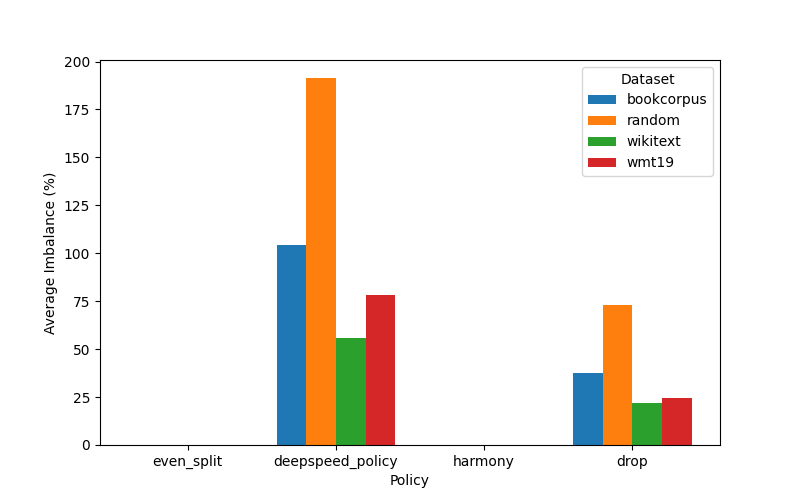 200
175
150
125
100
75
50
25
0
Average Imbalance (%)
Dataset
bookcorpus
random
wikitext
wmt19
even_split
deepspeed_policy
harmony
drop
Policy